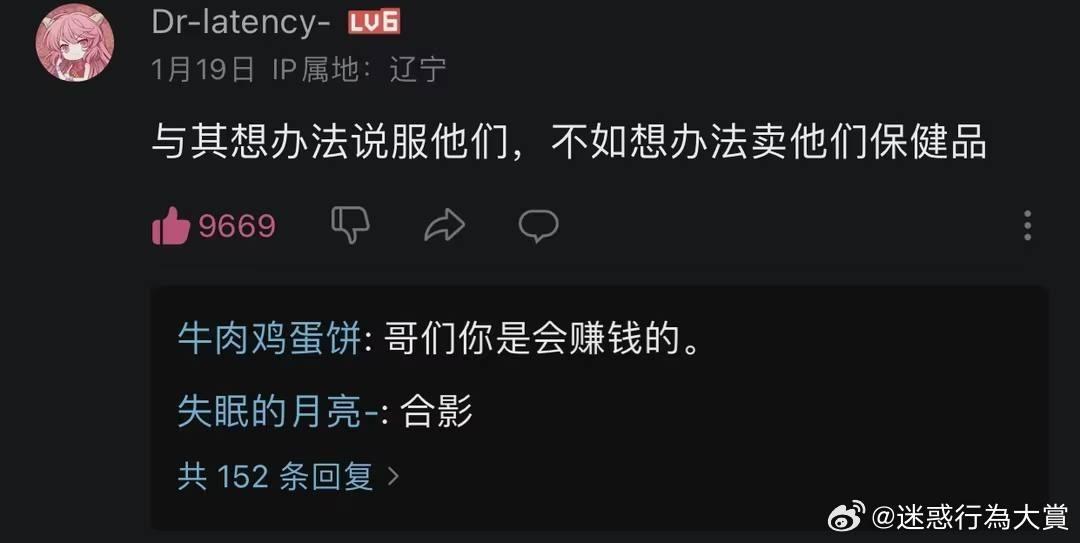 Dr-latency- LV6
1月19日 IP属地：辽宁
与其想办法说服他们，不如想办法卖他们保健品
9669
牛肉鸡蛋饼: 哥们你是会赚钱的。
失眠的月亮-: 合影
共 152 条回复 >
@迷惑行為大賞